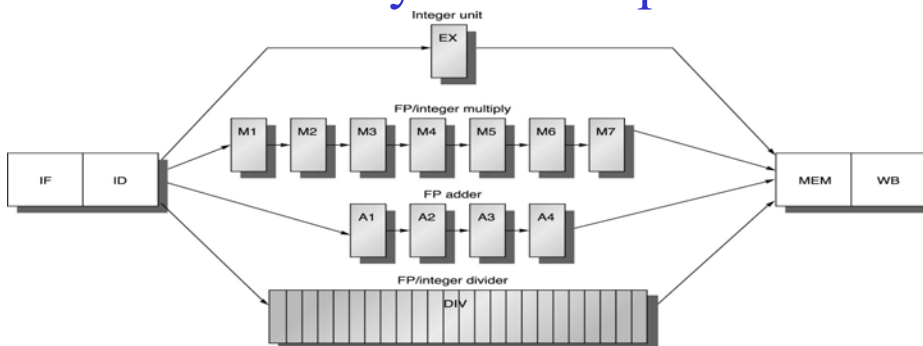 Integer unit
EX
FP/integer multiply
M1 M2 M3 M4 M5 M6 M7
IF ID MEM WB
FP adder
A1 A2 A3 A4
FP/integer divider
DIV